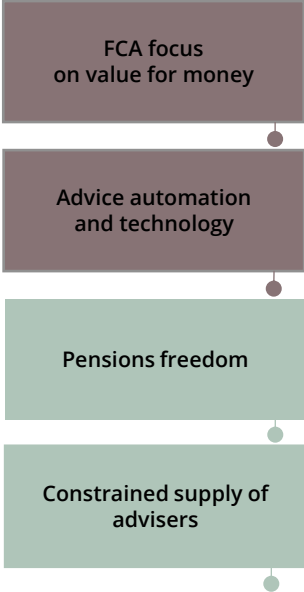 FCA focus
on value for money
Advice automation
and technology
Pensions freedom
Constrained supply of
advisers